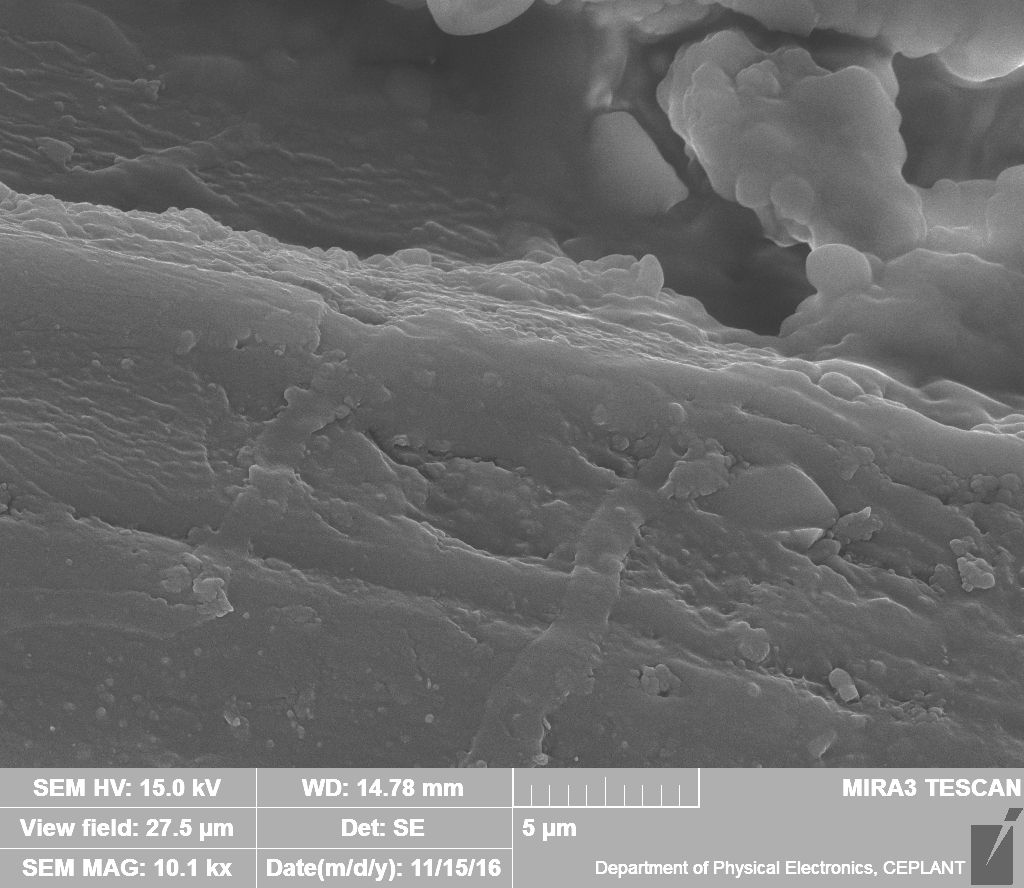 SEM HV: 15.0 kV
WD: 14.78 mm
MIRA3 TESCAN
View field: 27.5 µm
Det: SE
5 µm
SEM MAG: 10.1 kx
Date(m/d/y): 11/15/16
Department of Physical Electronics, CEPLANT